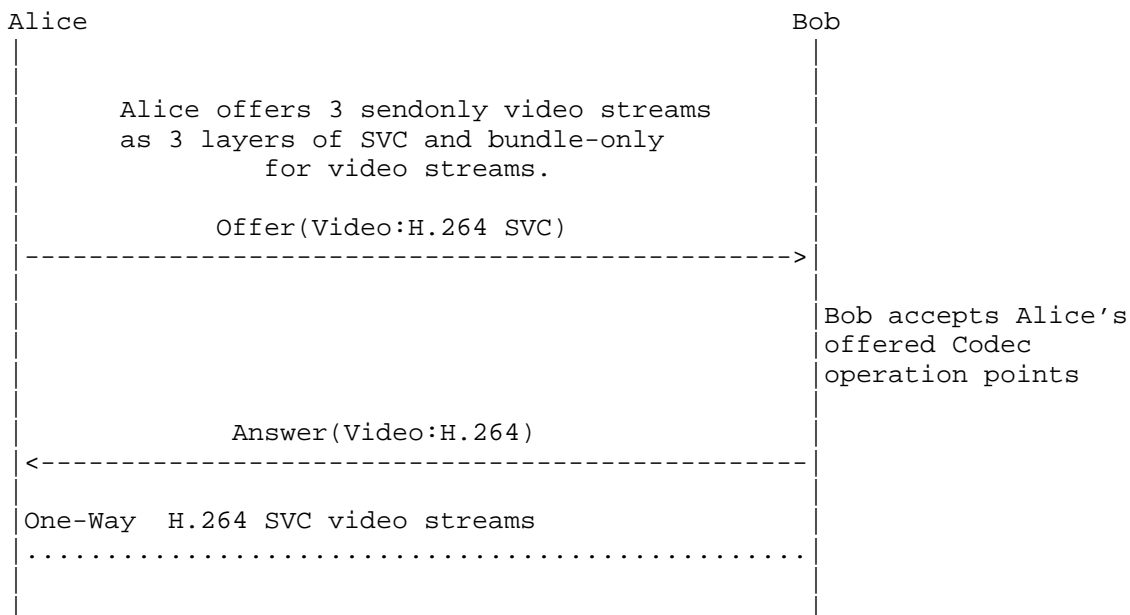 Alice Bob
Alice offers 3 sendonly video streams
as 3 layers of SVC and bundle-only
for video streams.
Offer(Video:H.264 SVC)
------------------------------------------------>
Bob accepts Alice’s
offered Codec
operation points
Answer(Video:H.264)
<------------------------------------------------
One-Way H.264 SVC video streams
.................................................